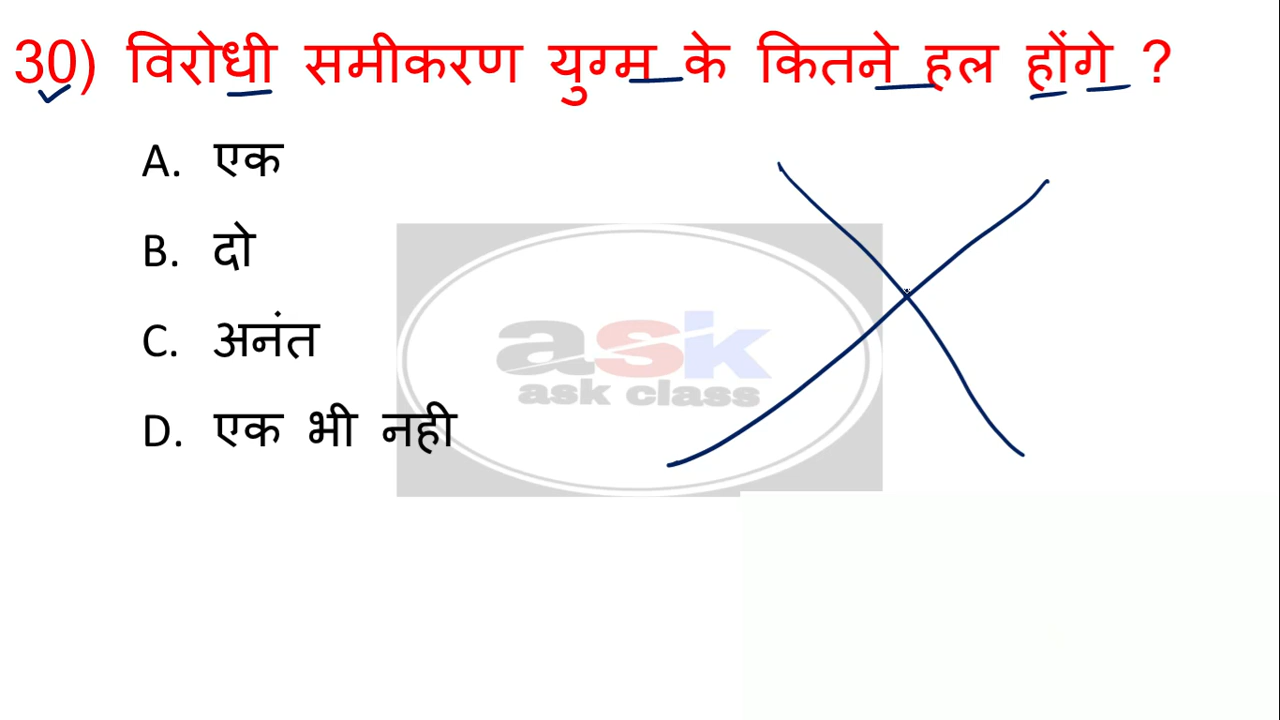 30) विरोधी समीकरण युग्म के कितने हल होंगे ?
A. एक
B. दो
C. अनंत
D. एक भी नही
ask
ask class